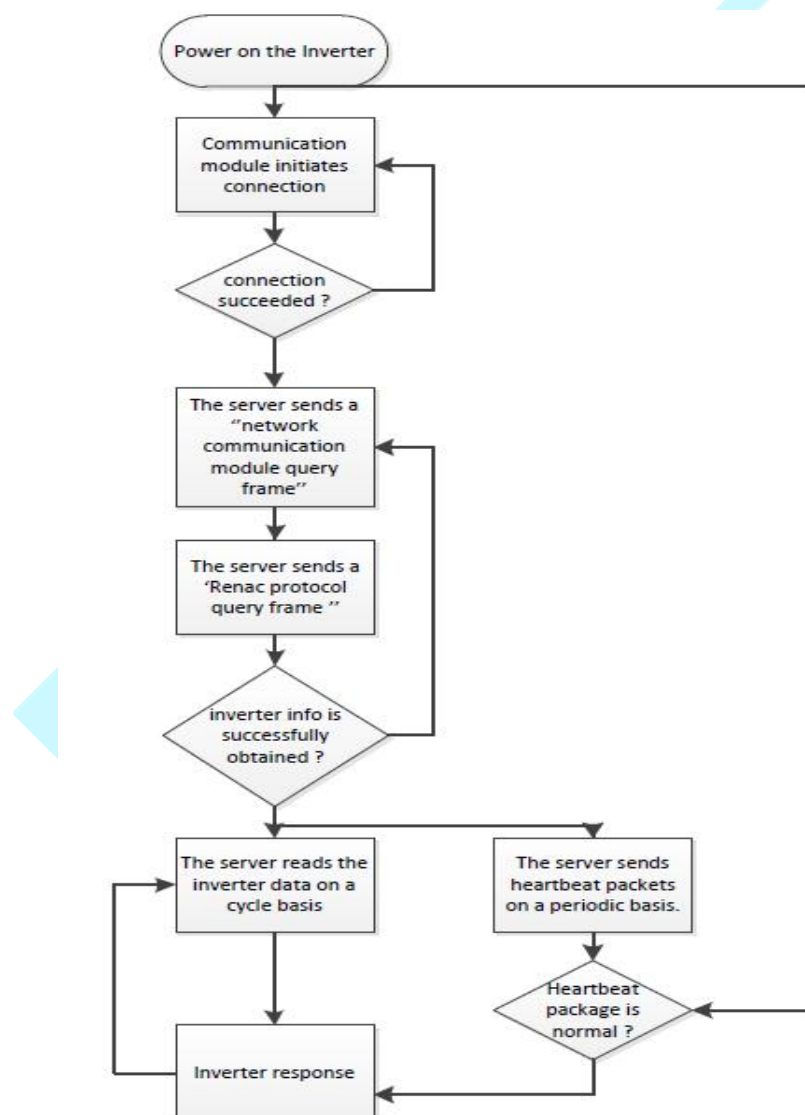 Power on the Inverter
Communication
module initiates
connection
connection
succeeded ?
The server sends a
“network
communication
module query
frame”
The server sends a
‘Renac protocol
query frame ”
inverter info is
successfully
obtained ?
The server reads the
inverter data on a
cycle basis
The server sends
heartbeat packets
on a periodic basis.
Heartbeat
package is
normal ?
Inverter response